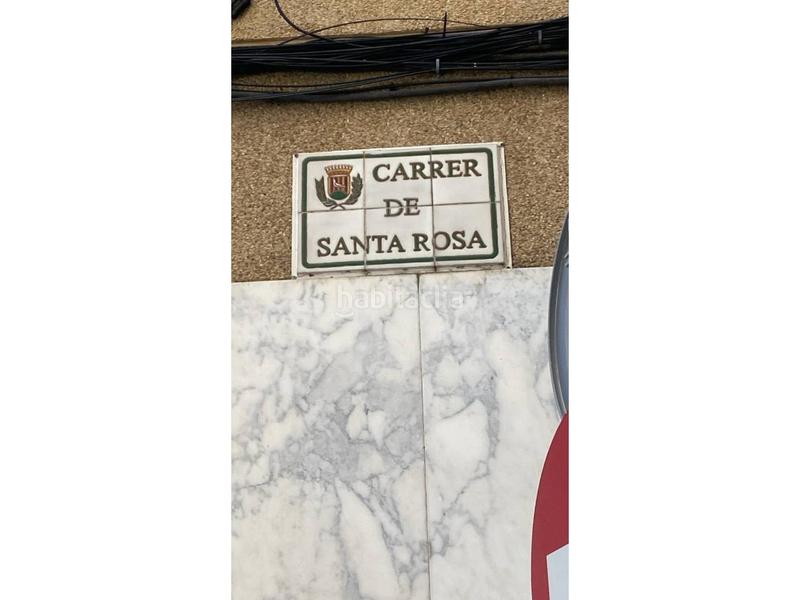 CARRER
DE
SANTA ROSA
habitaclia